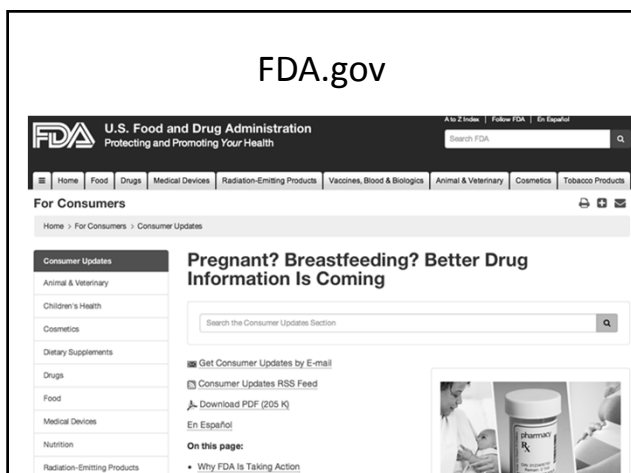 FDA.gov
A to Z Index | Follow FDA | En Español
FDA
U.S. Food and Drug Administration
Protecting and Promoting Your Health
Search FDA
Home
Food
Drugs
Medical Devices
Radiation-Emitting Products
Vaccines, Blood & Biologics
Animal & Veterinary
Cosmetics
Tobacco Products
For Consumers
Home > For Consumers > Consumer Updates
Consumer Updates
Animal & Veterinary
Children's Health
Cosmetics
Dietary Supplements
Drugs
Food
Medical Devices
Nutrition
Radiation-Emitting Products
Pregnant? Breastfeeding? Better Drug
Information Is Coming
Search the Consumer Updates Section
Get Consumer Updates by E-mail
Consumer Updates RSS Feed
Download PDF (205 K)
En Español
On this page:
• Why FDA Is Taking Action
pharmacy
Rx